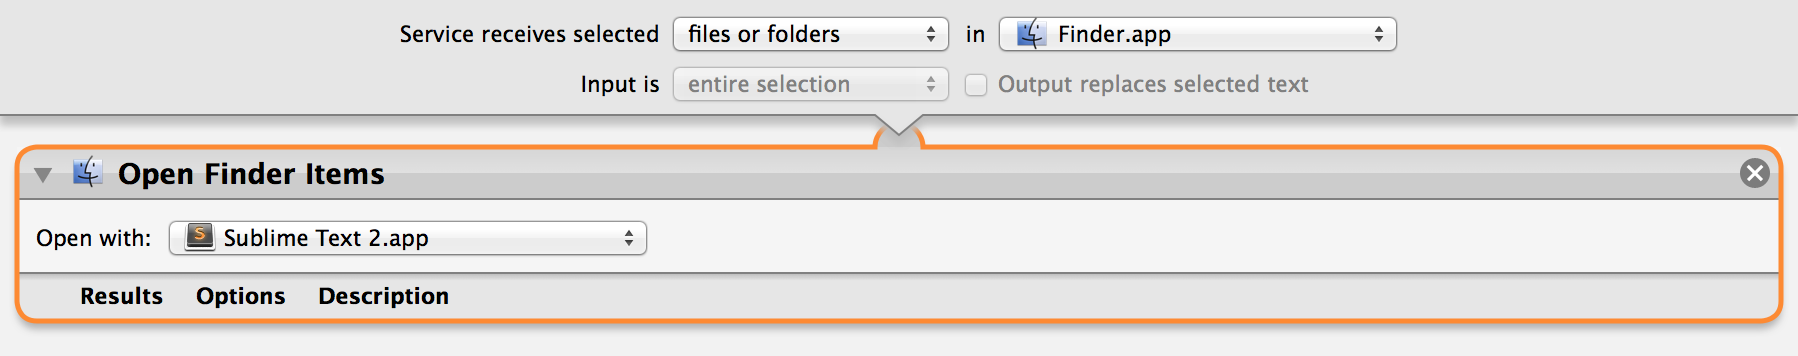 Service receives selected files or folders in Finder.app
Input is entire selection Output replaces selected text
Open Finder Items
Open with: Sublime Text 2.app
Results Options Description